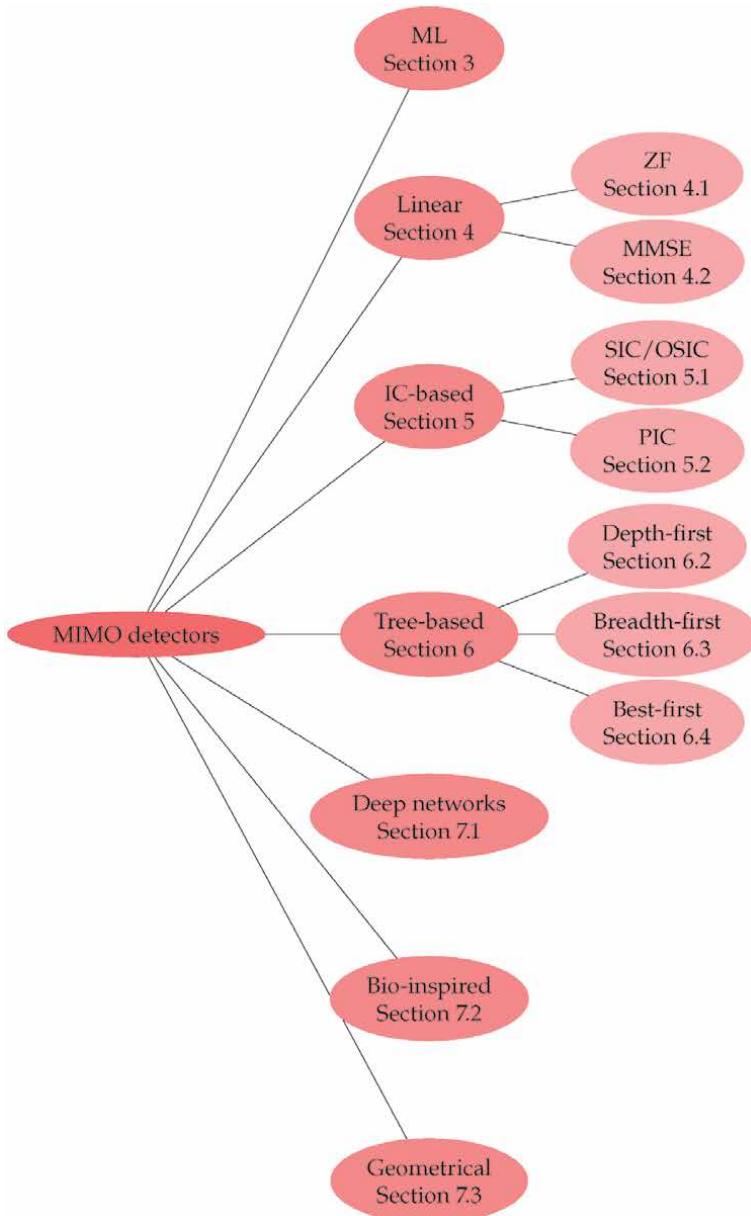 ML
Section 3
ZF
Section 4.1
Linear
Section 4
MMSE
Section 4.2
SIC/OSIC
Section 5.1
IC-based
Section 5
PIC
Section 5.2
Depth-first
Section 6.2
MIMO detectors
Tree-based
Section 6
Breadth-first
Section 6.3
Best-first
Section 6.4
Deep networks
Section 7.1
Bio-inspired
Section 7.2
Geometrical
Section 7.3